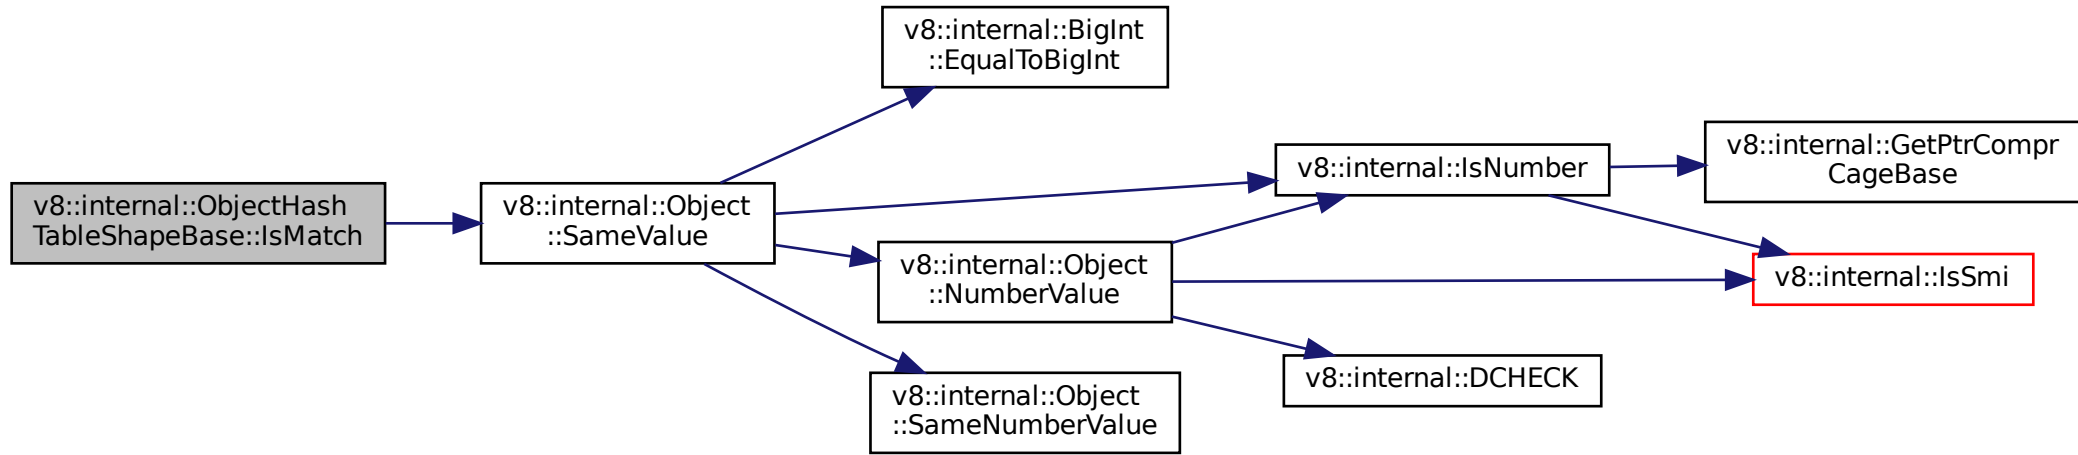 v8::internal::ObjectHash
TableShapeBase::IsMatch
v8::internal::Object
::SameValue
v8::internal::BigInt
::EqualToBigInt
v8::internal::IsNumber
v8::internal::GetPtrCompr
CageBase
v8::internal::IsSmi
v8::internal::Object
::NumberValue
v8::internal::DCHECK
v8::internal::Object
::SameNumberValue